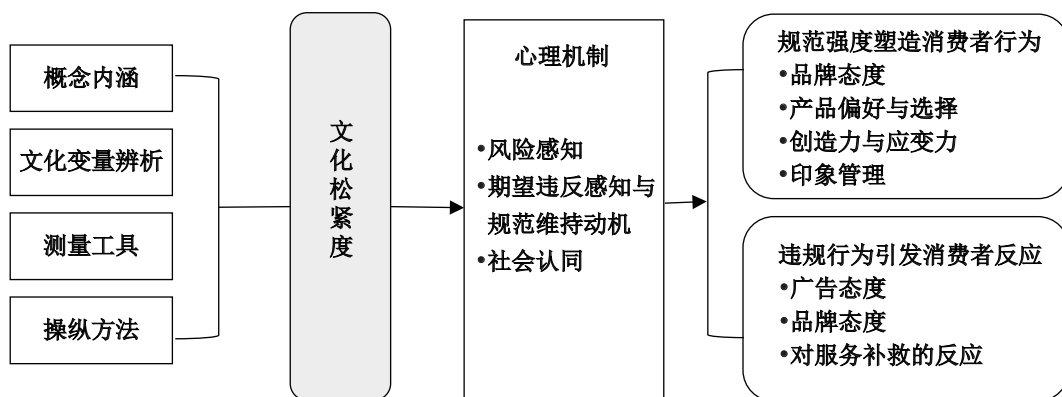 概念内涵
文化变量辨析
测量工具
操纵方法
文化松紧度
心理机制
•风险感知
•期望违反感知与
规范维持动机
•社会认同
规范强度塑造消费者行为
•品牌态度
•产品偏好与选择
•创造力与应变力
•印象管理
违规行为引发消费者反应
•广告态度
•品牌态度
•对服务补救的反应